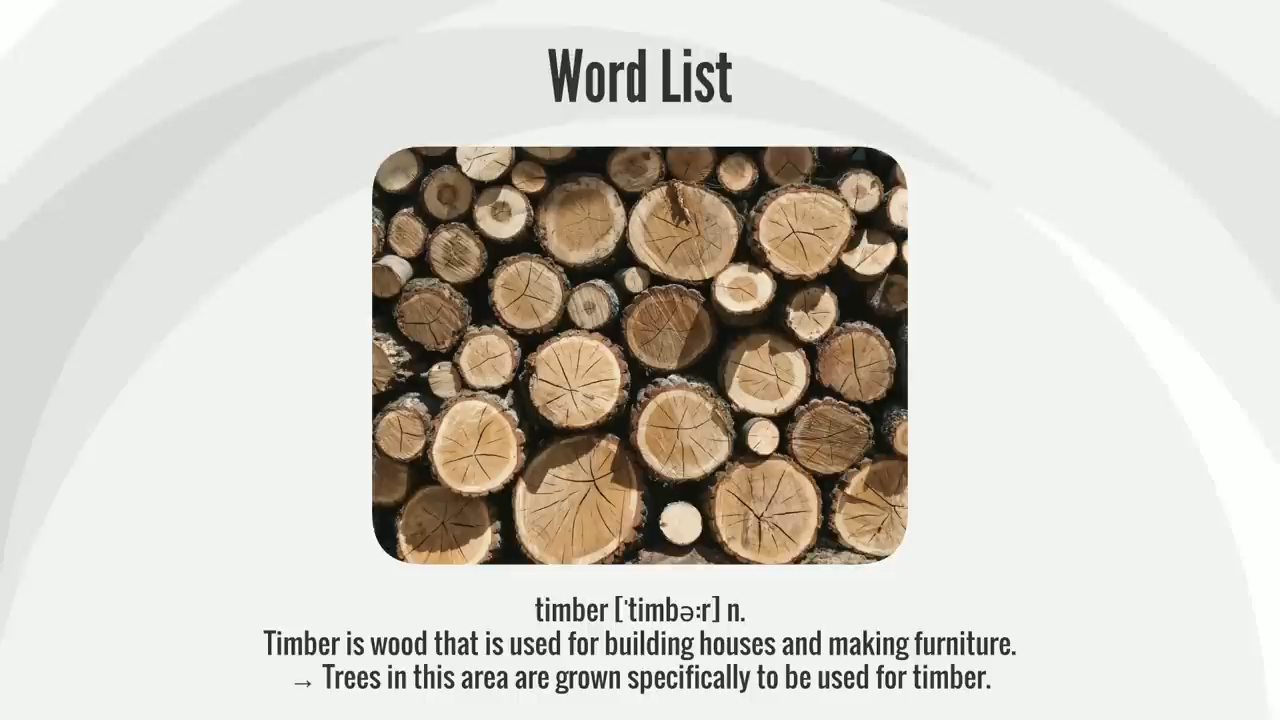 Word List
timber [ˈtimbəːr] n.
Timber is wood that is used for building houses and making furniture.
→ Trees in this area are grown specifically to be used for timber.